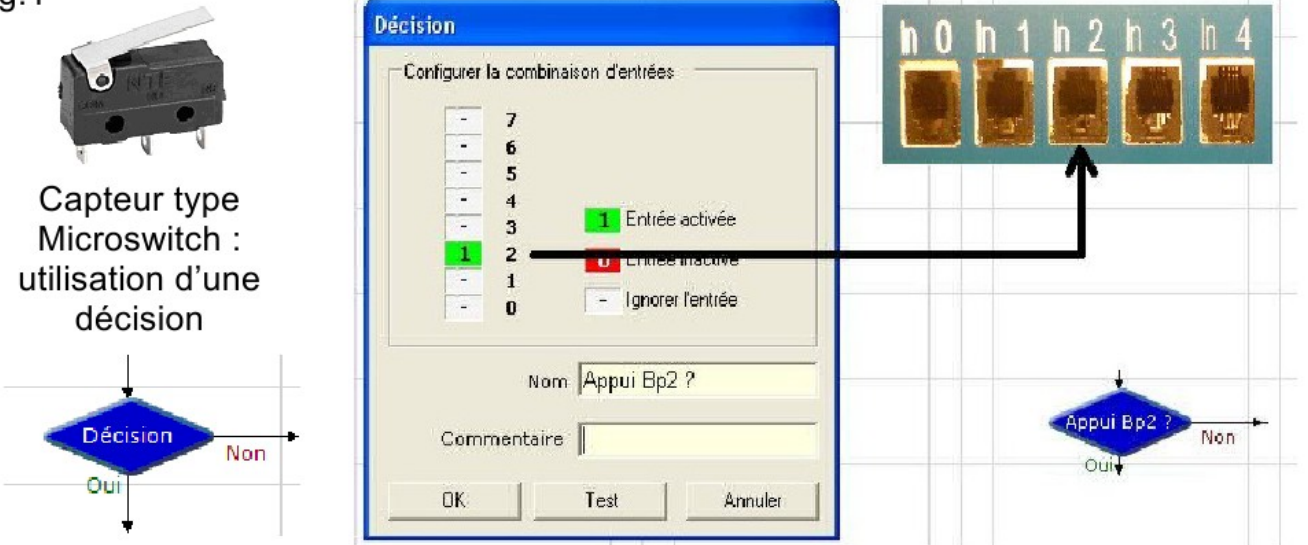 Capteur type
Microswitch :
utilisation d'une
décision
Décision
Non
Oui
Décision
Configurer la combinaison d'entrées
- 7
- 6
- 5
- 4
- 3
1 2
- 1
- 0
1 Entrée activée
0 Entrée inactive
- Ignorer l'entrée
Nom Appui Bp2 ?
Commentaire
OK Test Annuler
In 0 In 1 In 2 In 3 In 4
Appui Bp2 ?
Non
Oui